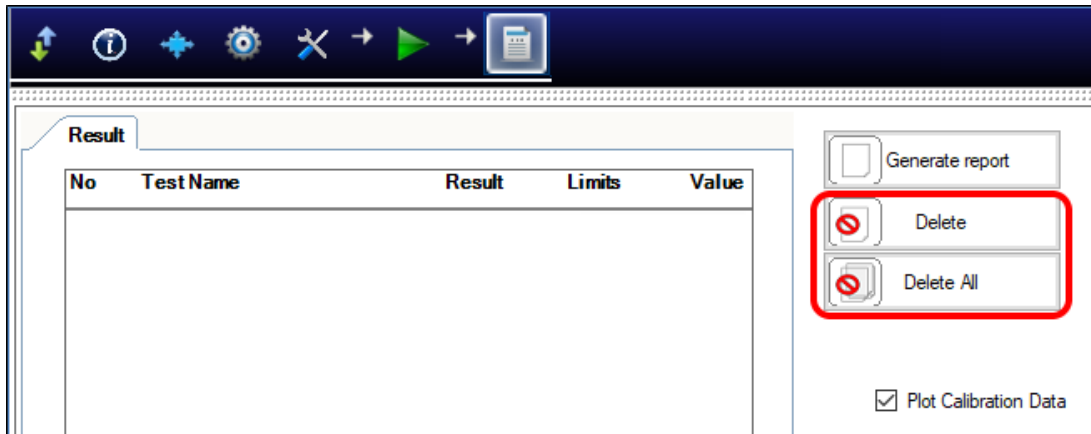 Result
No Test Name Result Limits Value
Generate report
Delete
Delete All
Plot Calibration Data